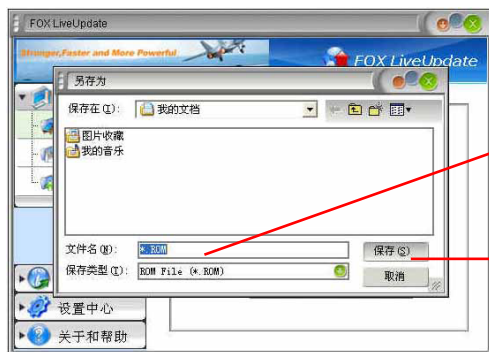 FOX LiveUpdate
Stronger,Faster and More Powerful
FOX LiveUpdate
另存为
保存在(I):
我的文档
图片收藏
我的音乐
文件名(N):
*.ROM
保存(S)
保存类型(T):
ROM File (*.ROM)
取消
设置中心
关于和帮助